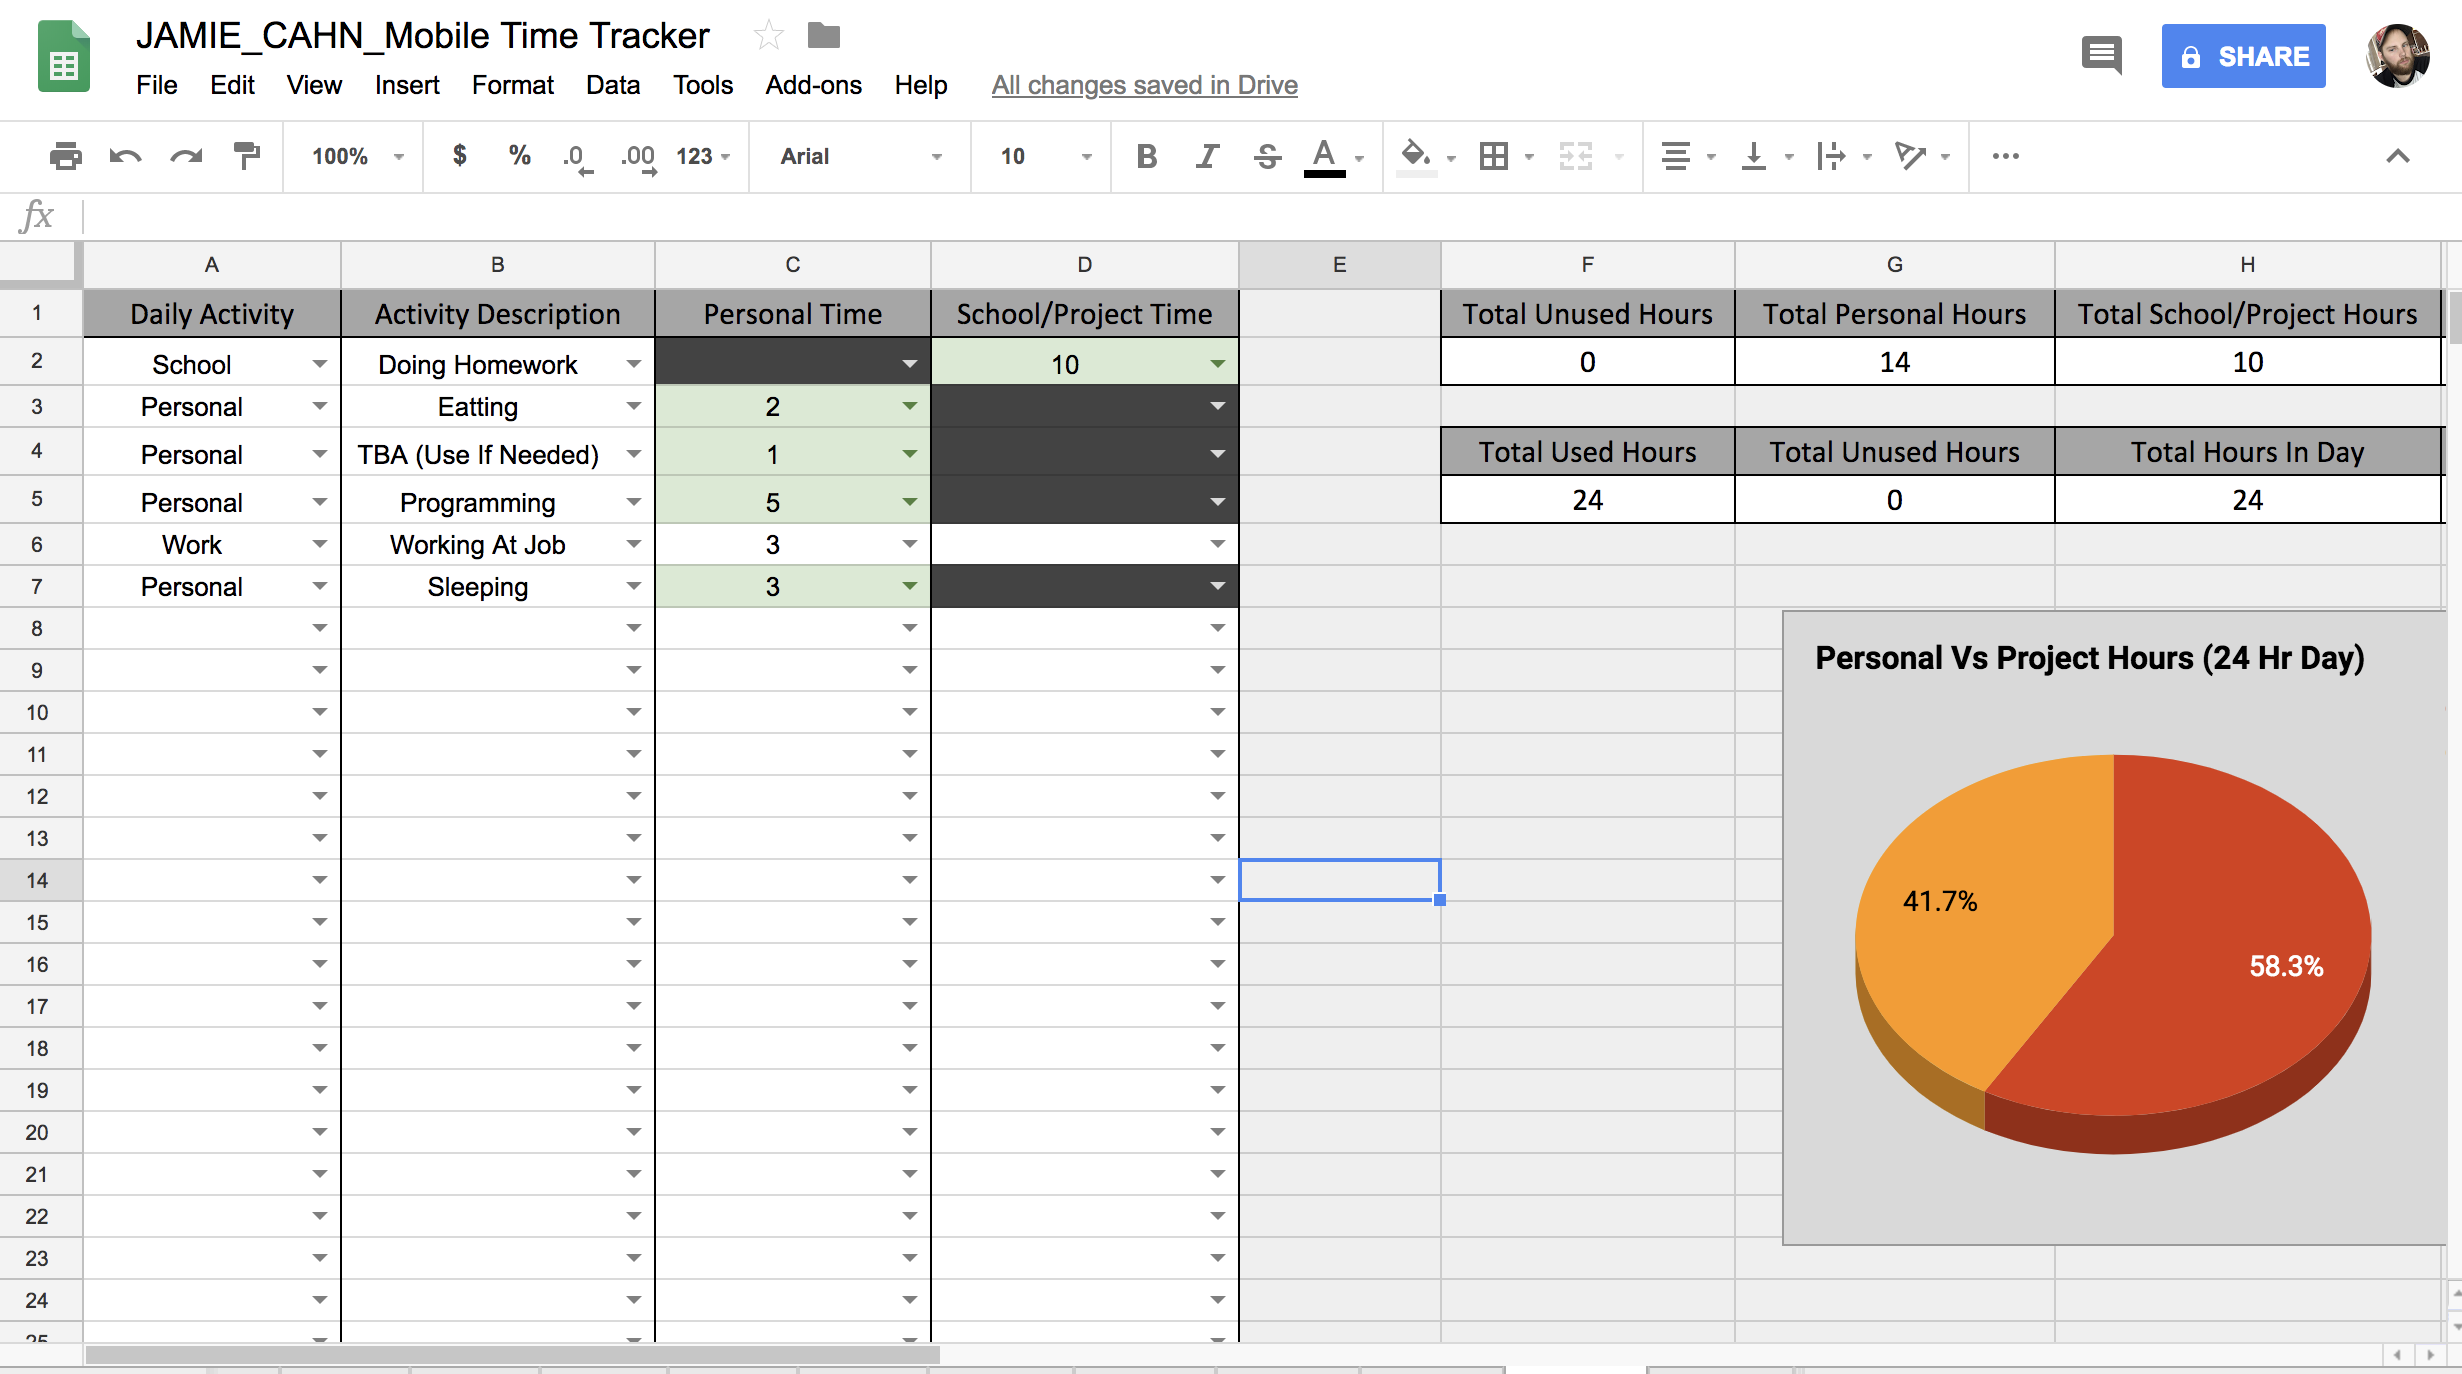 JAMIE_CAHN_Mobile Time Tracker
File Edit View Insert Format Data Tools Add-ons Help All changes saved in Drive
SHARE
100% $ % .0 .00 123 Arial 10 B I S A
fx
A B C D E F G H
1 Daily Activity Activity Description Personal Time School/Project Time Total Unused Hours Total Personal Hours Total School/Project Hours
2 School Doing Homework 10 0 14 10
3 Personal Eatting 2
4 Personal TBA (Use If Needed) 1 Total Used Hours Total Unused Hours Total Hours In Day
5 Personal Programming 5 24 0 24
6 Work Working At Job 3
7 Personal Sleeping 3
8
Personal Vs Project Hours (24 Hr Day)
9
10
11
12
13
14
41.7%
15
16
58.3%
17
18
19
20
21
22
23
24
25